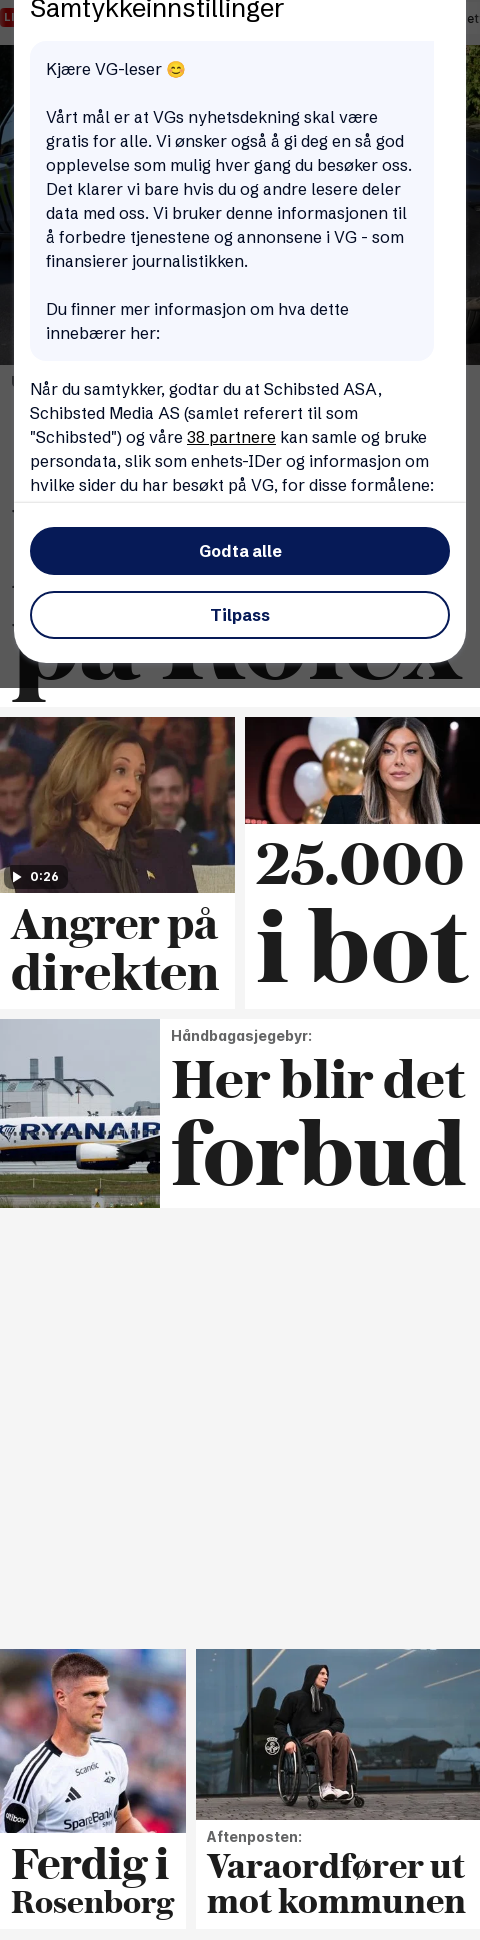 Samtykkeinnstillinger
Kjære VG-leser 😊
Vårt mål er at VGs nyhetsdekning skal være
gratis for alle. Vi ønsker også å gi deg en så god
opplevelse som mulig hver gang du besøker oss.
Det klarer vi bare hvis du og andre lesere deler
data med oss. Vi bruker denne informasjonen til
å forbedre tjenestene og annonsene i VG - som
finansierer journalistikken.
Du finner mer informasjon om hva dette
innebærer her:
Når du samtykker, godtar du at Schibsted ASA,
Schibsted Media AS (samlet referert til som
"Schibsted") og våre 38 partnere kan samle og bruke
persondata, slik som enhets-IDer og informasjon om
hvilke sider du har besøkt på VG, for disse formålene:
Godta alle
Tilpass
på Rolex
0:26
Angrer på
direkten
25.000
i bot
RYANAIR
Håndbagasjegebyr:
Her blir det
forbud
Scandic
SpareBank
Ferdig i
Rosenborg
Aftenposten:
Varaordfører ut
mot kommunen